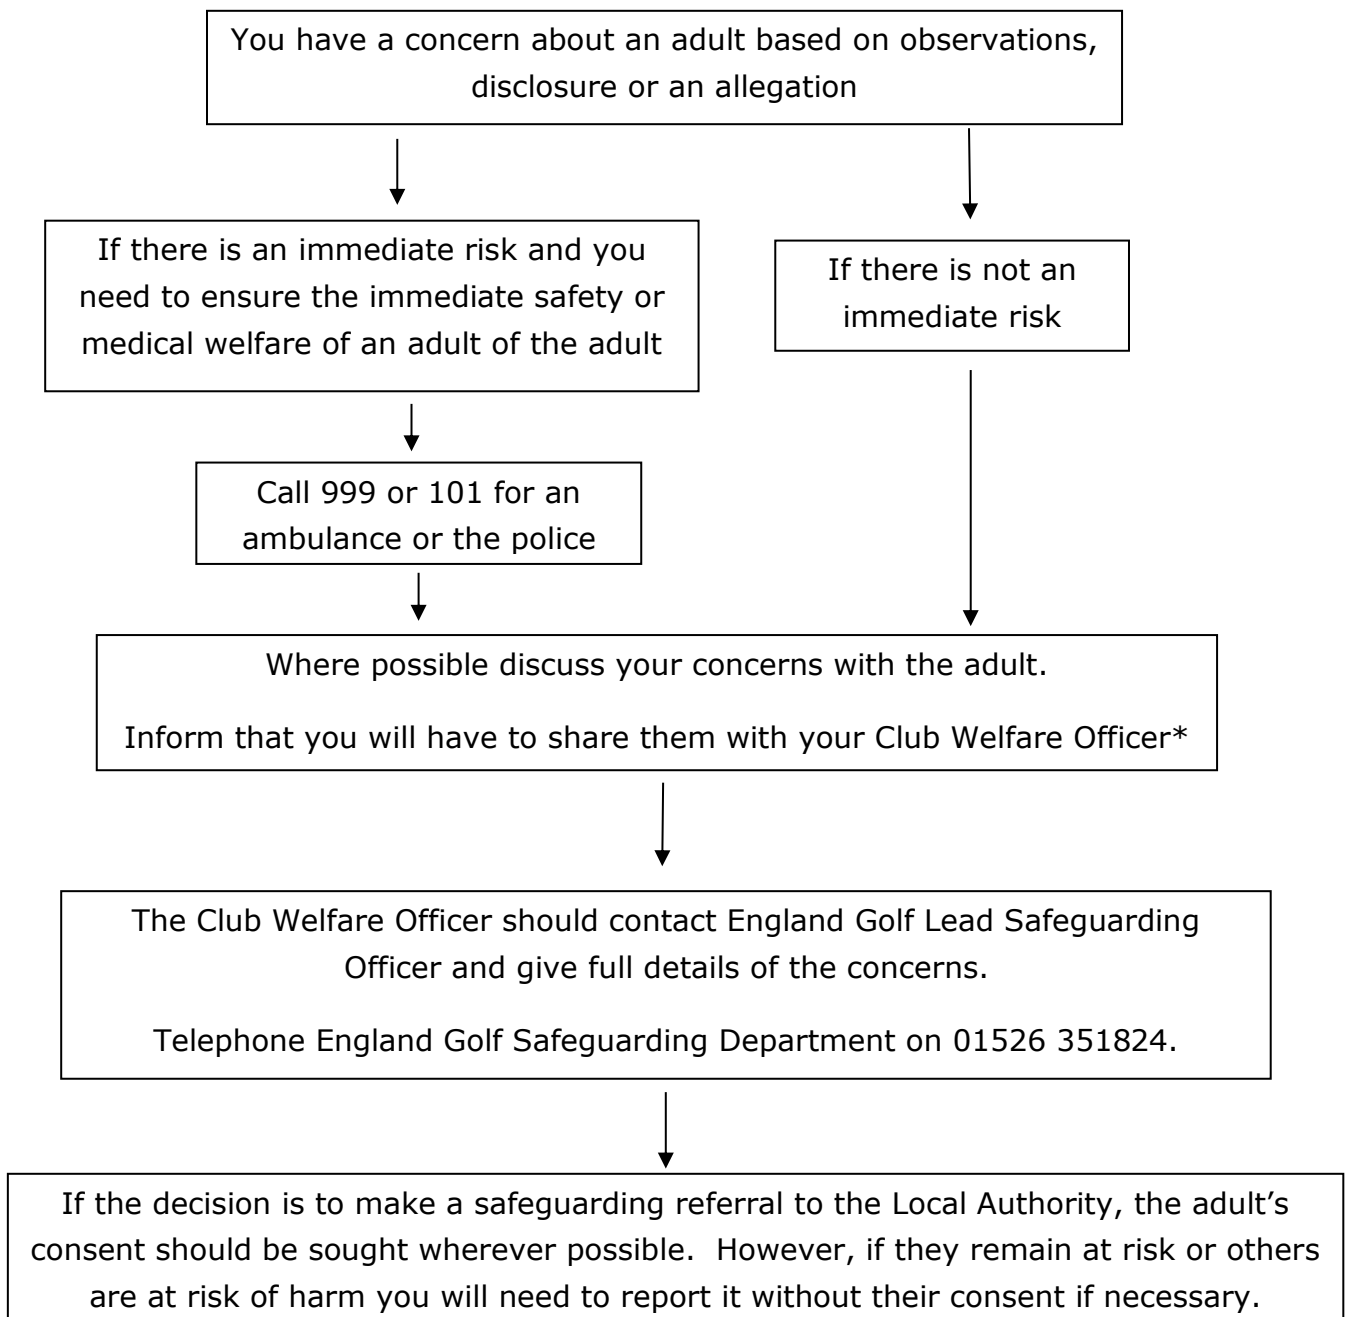 You have a concern about an adult based on observations,
disclosure or an allegation
If there is an immediate risk and you
need to ensure the immediate safety or
medical welfare of an adult of the adult
If there is not an
immediate risk
Call 999 or 101 for an
ambulance or the police
Where possible discuss your concerns with the adult.
Inform that you will have to share them with your Club Welfare Officer*
The Club Welfare Officer should contact England Golf Lead Safeguarding
Officer and give full details of the concerns.
Telephone England Golf Safeguarding Department on 01526 351824.
If the decision is to make a safeguarding referral to the Local Authority, the adult’s
consent should be sought wherever possible.  However, if they remain at risk or others
are at risk of harm you will need to report it without their consent if necessary.